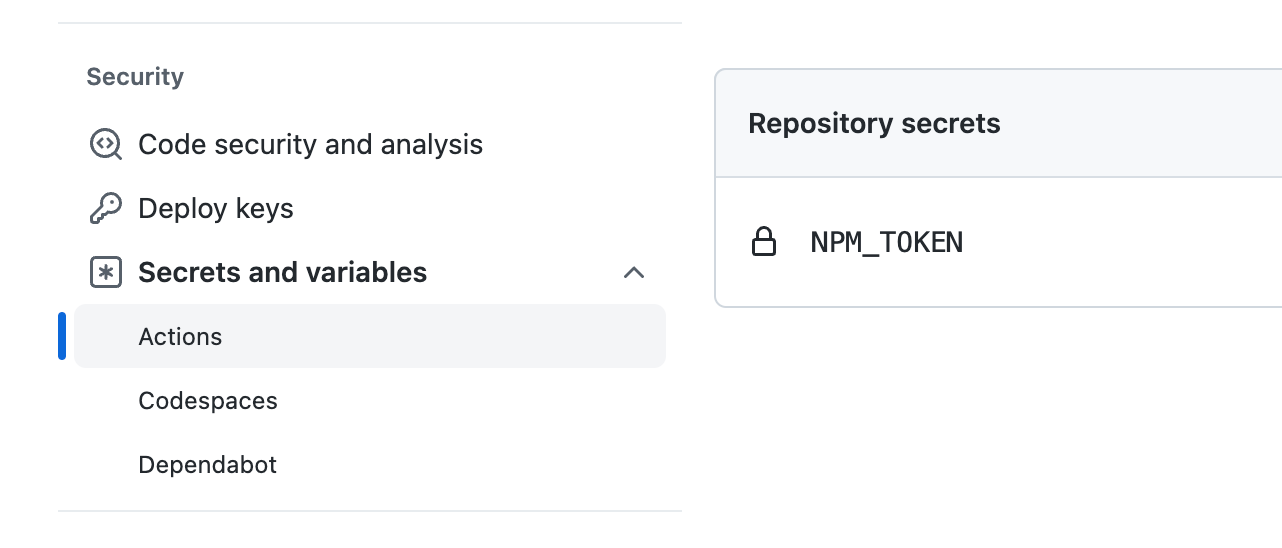 Security
Code security and analysis
Deploy keys
Secrets and variables
Actions
Codespaces
Dependabot
Repository secrets
NPM_TOKEN